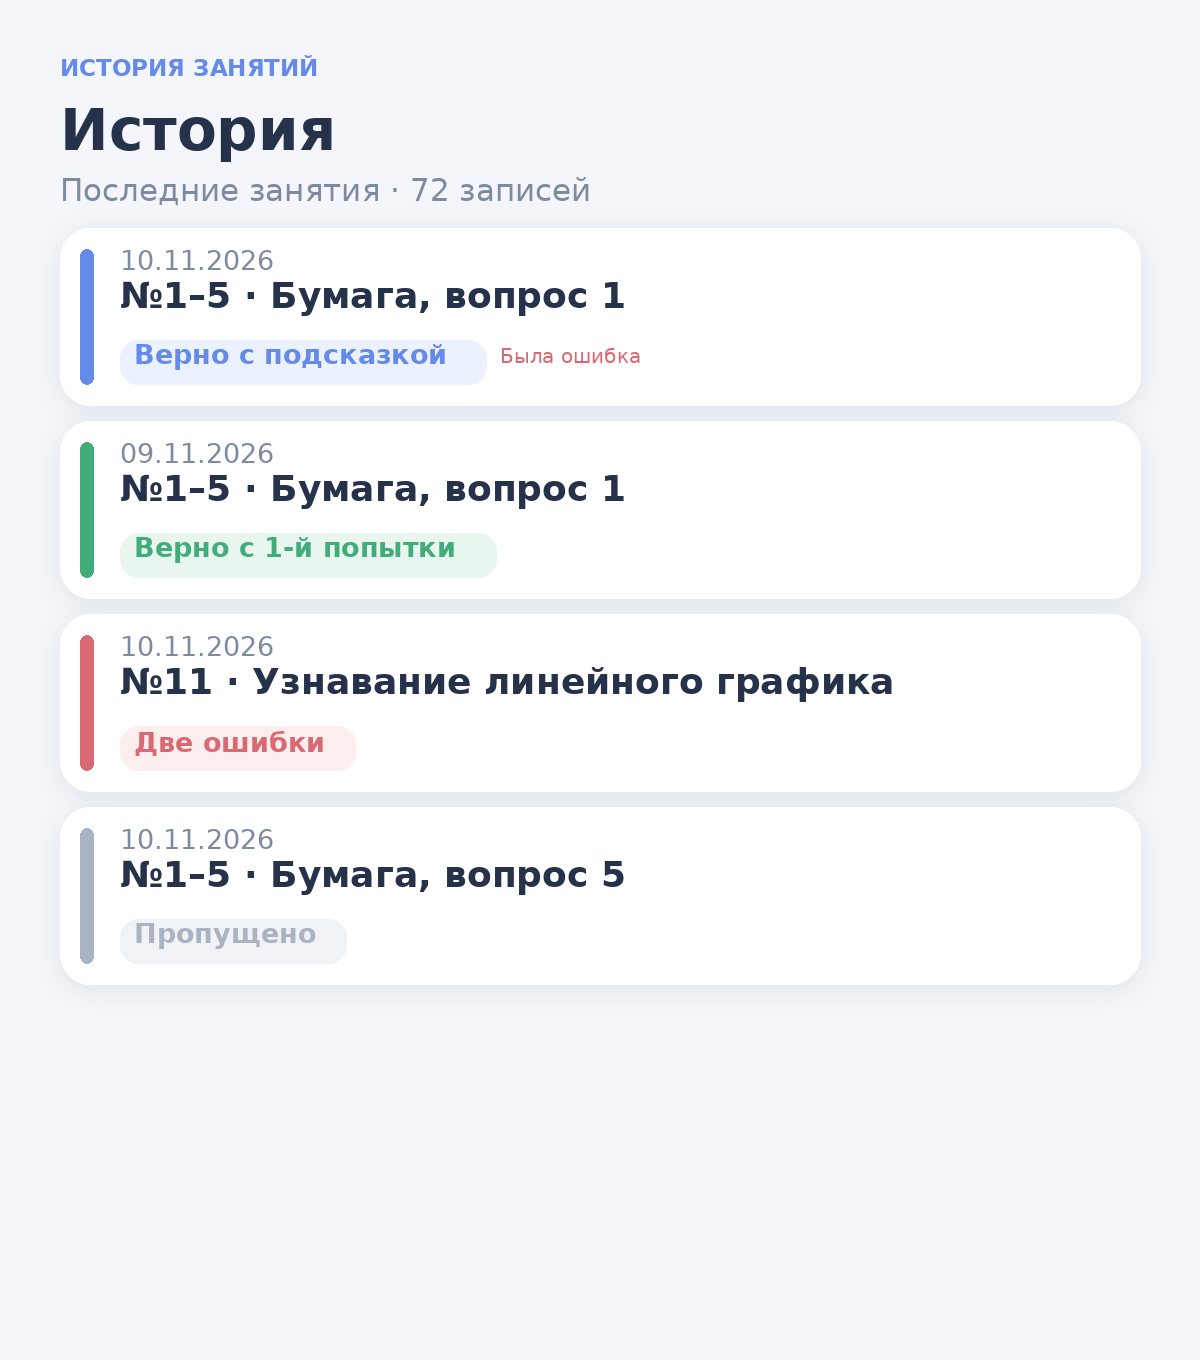 ИСТОРИЯ ЗАНЯТИЙ
История
Последние занятия · 72 записей
10.11.2026
№1–5 · Бумага, вопрос 1
Верно с подсказкой Была ошибка
09.11.2026
№1–5 · Бумага, вопрос 1
Верно с 1-й попытки
10.11.2026
№11 · Узнавание линейного графика
Две ошибки
10.11.2026
№1–5 · Бумага, вопрос 5
Пропущено